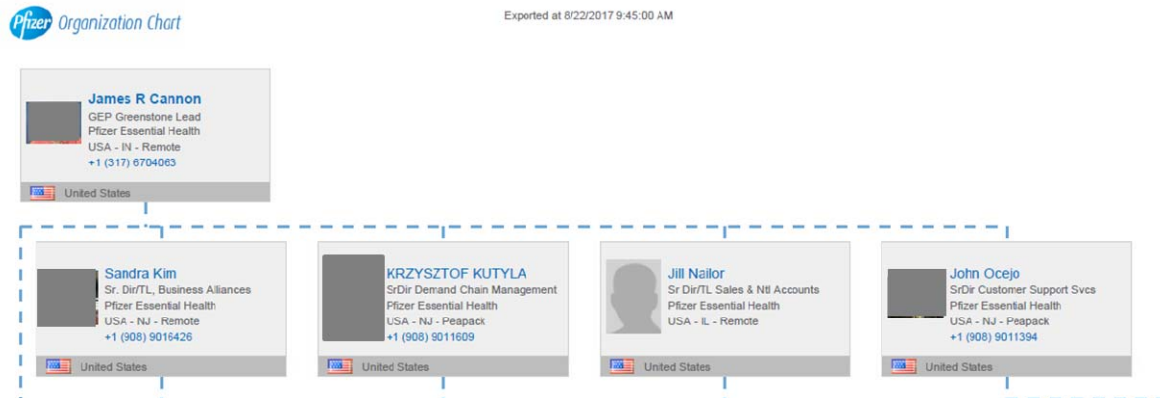 Pfizer Organization Chart
Exported at 8/22/2017 9:45:00 AM
James R Cannon
GEP Greenstone Lead
Pfizer Essential Health
USA - IN - Remote
+1 (317) 6704063
United States
Sandra Kim
Sr. Dir/TL, Business Alliances
Pfizer Essential Health
USA - NJ - Remote
+1 (908) 9016426
United States
KRZYSZTOF KUTYLA
SrDir Demand Chain Management
Pfizer Essential Health
USA - NJ - Peapack
+1 (908) 9011609
United States
Jill Nailor
Sr Dir/TL Sales & Ntl Accounts
Pfizer Essential Health
USA - IL - Remote
United States
John Ocejo
SrDir Customer Support Svcs
Pfizer Essential Health
USA - NJ - Peapack
+1 (908) 9011394
United States